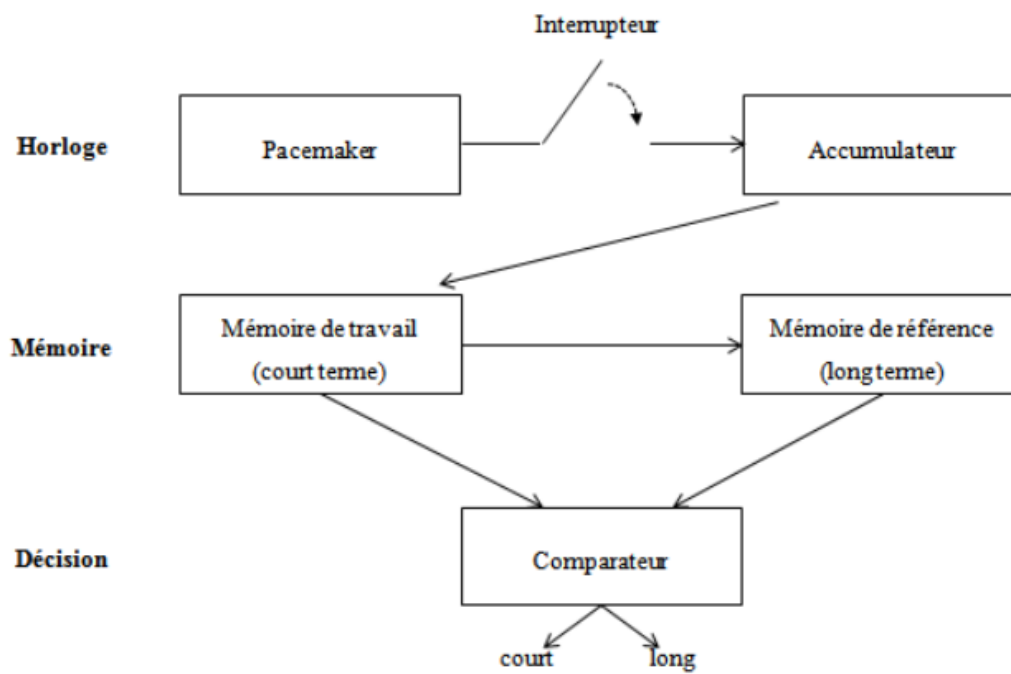 Interrupteur
Horloge
Pacemaker
Accumulateur
Mémoire
Mémoire de travail
(court terme)
Mémoire de référence
(long terme)
Décision
Comparateur
court
long